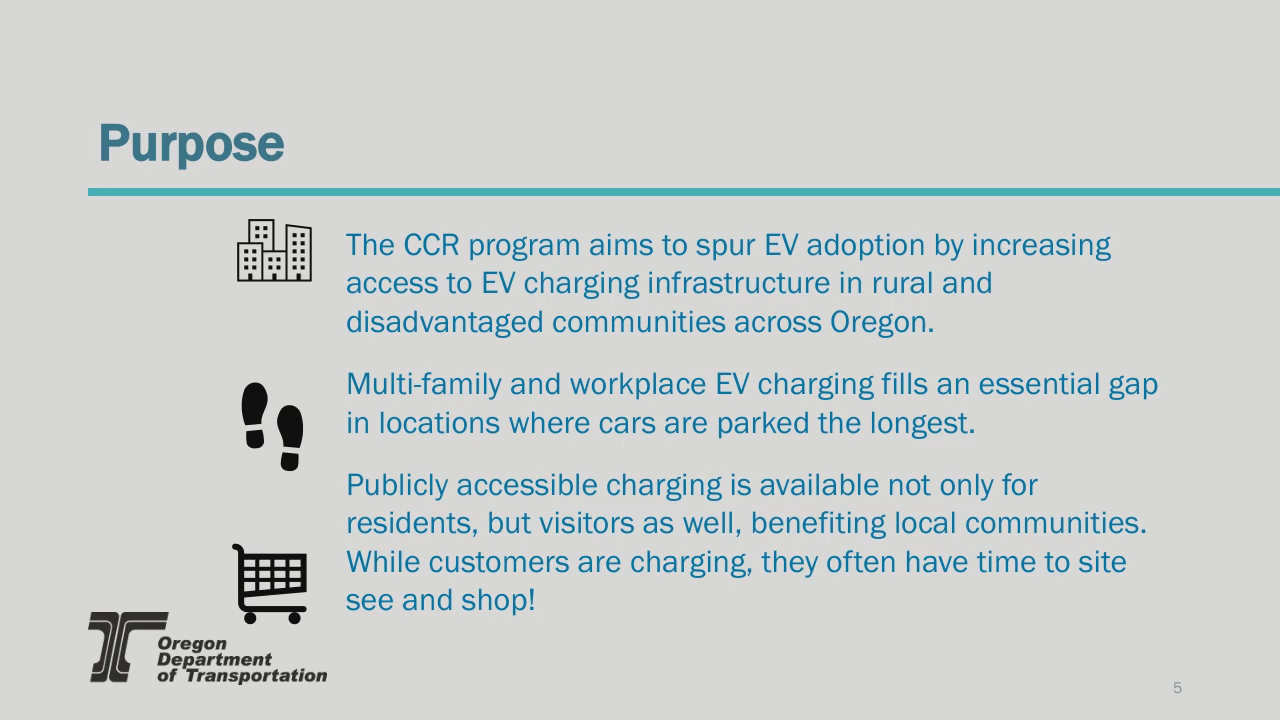 Purpose
The CCR program aims to spur EV adoption by increasing
access to EV charging infrastructure in rural and
disadvantaged communities across Oregon.
Multi-family and workplace EV charging fills an essential gap
in locations where cars are parked the longest.
Publicly accessible charging is available not only for
residents, but visitors as well, benefiting local communities.
While customers are charging, they often have time to site
see and shop!
Oregon
Department
of Transportation
5